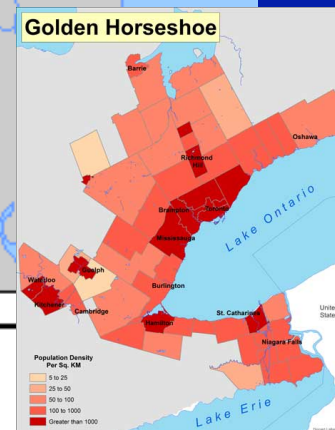 Golden Horseshoe
Barrie
Oshawa
Richmond
Hill
Brampton
Toronto
Mississauga
Lake Ontario
Guelph
Waterloo
Kitchener
Cambridge
Burlington
Hamilton
St. Catharines
Niagara Falls
Unite
State
Lake Erie
Population Density
Per Sq. KM
5 to 25
25 to 50
50 to 100
100 to 1000
Greater than 1000